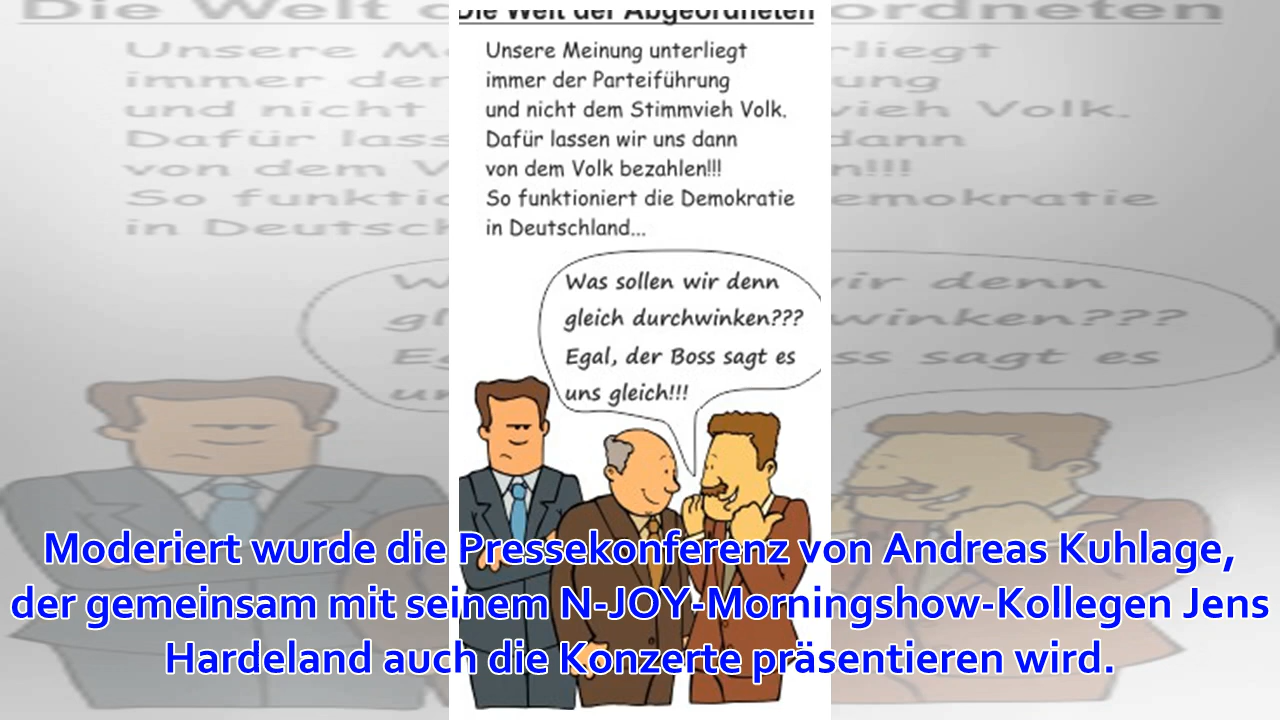 Die Welt der Abgeordneten
Unsere Meinung unterliegt
immer der Parteiführung
und nicht dem Stimmvieh Volk.
Dafür lassen wir uns dann
von dem Volk bezahlen!!!
So funktioniert die Demokratie
in Deutschland...
Was sollen wir denn
gleich durchwinken???
Egal, der Boss sagt es
uns gleich!!!
Moderiert wurde die Pressekonferenz von Andreas Kuhlage,
der gemeinsam mit seinem N-JOY-Morningshow-Kollegen Jens
Hardeland auch die Konzerte präsentieren wird.